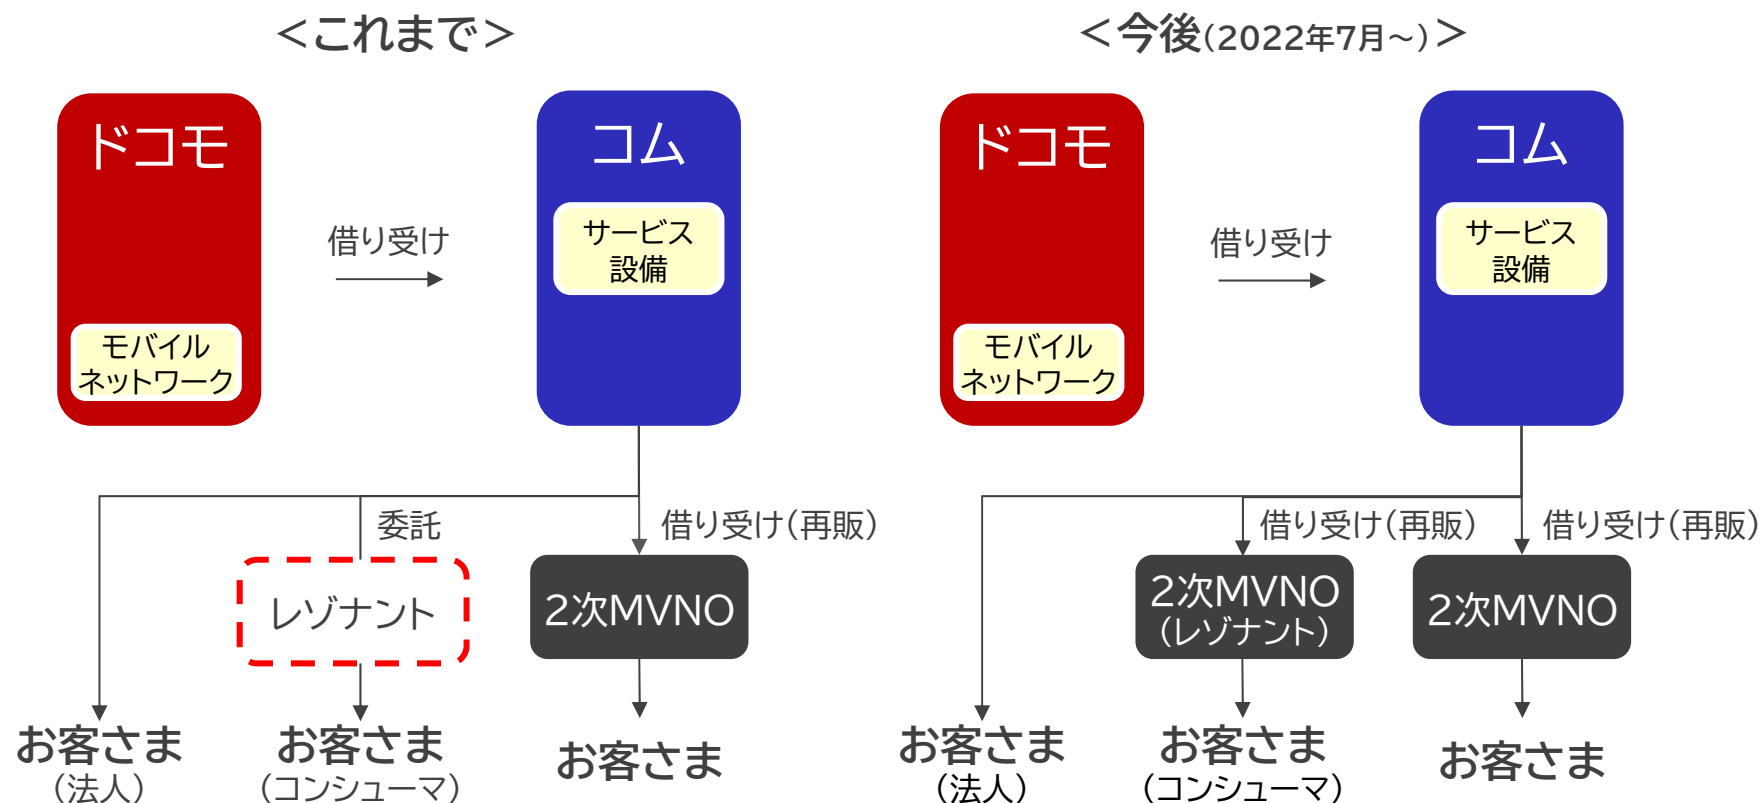 ＜これまで＞
ドコモ
コム
サービス
設備
借り受け
モバイル
ネットワーク
委託
借り受け（再販）
レゾナント
2次MVNO
お客さま
（法人）
お客さま
（コンシューマ）
お客さま
＜今後（2022年7月～）＞
ドコモ
コム
サービス
設備
借り受け
モバイル
ネットワーク
借り受け（再販）
借り受け（再販）
2次MVNO
（レゾナント）
2次MVNO
お客さま
（法人）
お客さま
（コンシューマ）
お客さま